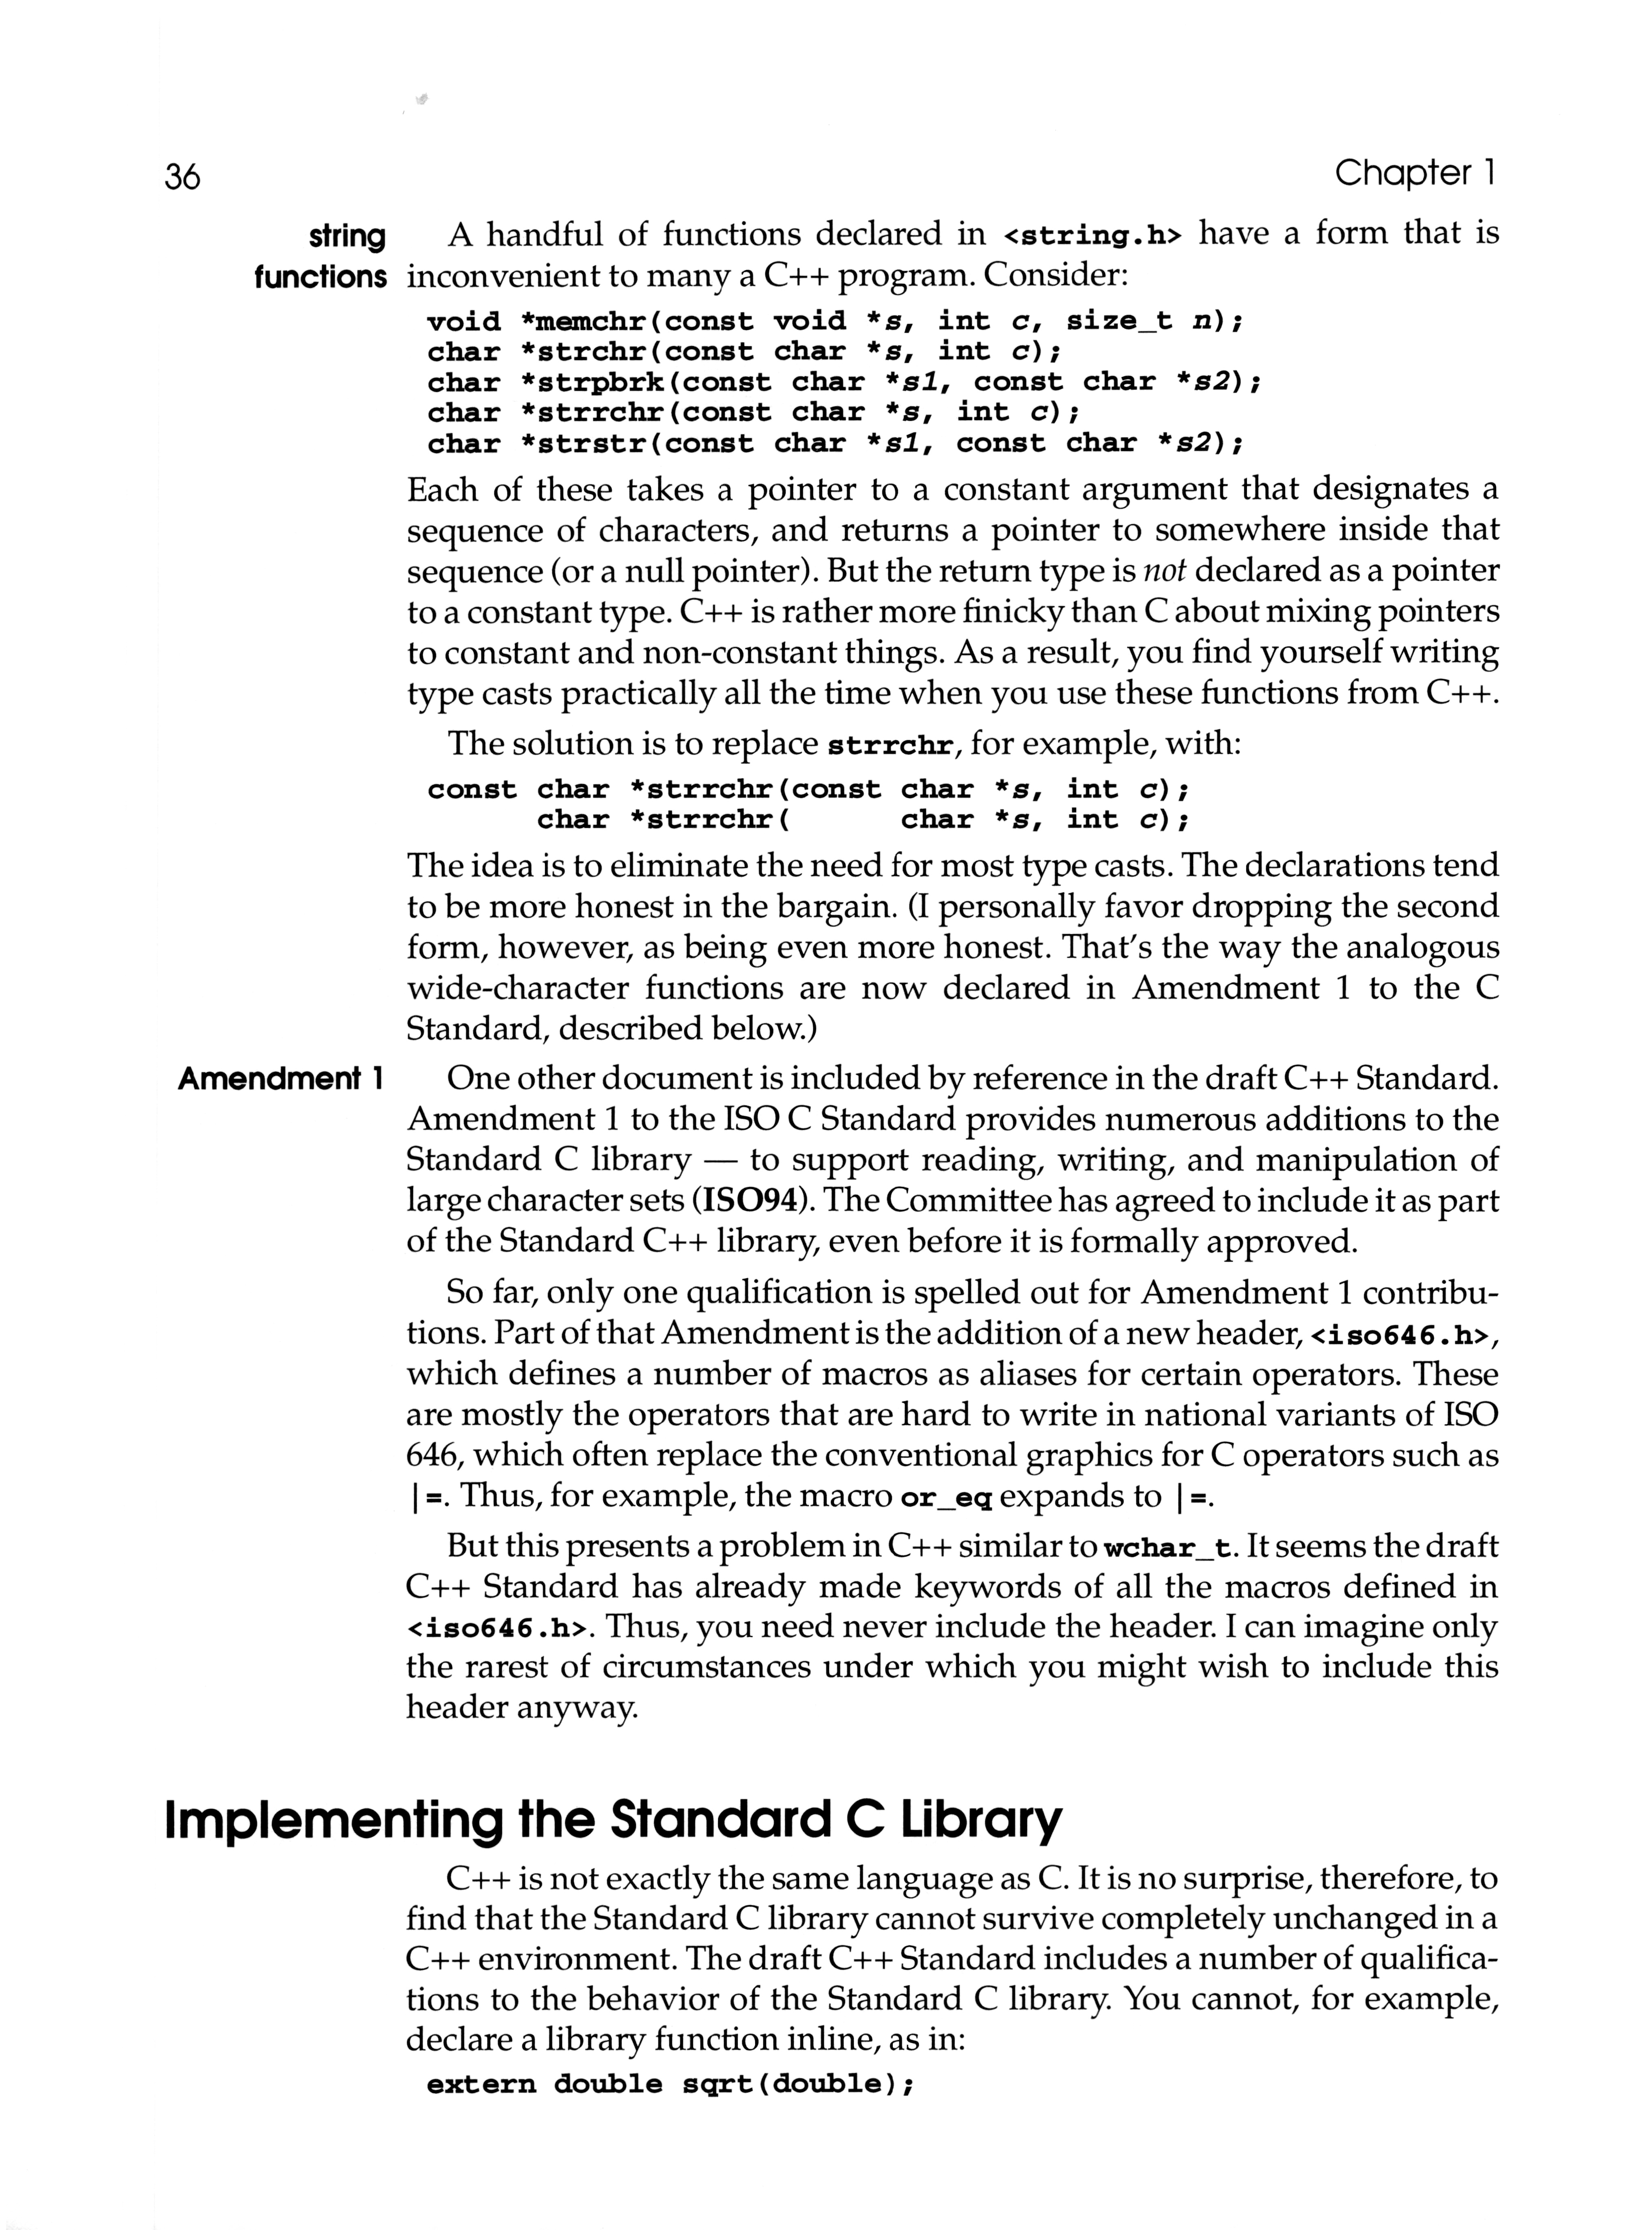 36
Chapter 1
string
functions
A handful of functions declared in <string.h> have a form that is
inconvenient to many a C++ program. Consider:
void *memchr(const void *s, int c, size_t n);
char *strchr(const char *s, int c);
char *strpbrk(const char *s1, const char *s2);
char *strrchr(const char *s, int c);
char *strstr(const char *s1, const char *s2);
Each of these takes a pointer to a constant argument that designates a
sequence of characters, and returns a pointer to somewhere inside that
sequence (or a null pointer). But the return type is not declared as a pointer
to a constant type. C++ is rather more finicky than C about mixing pointers
to constant and non-constant things. As a result, you find yourself writing
type casts practically all the time when you use these functions from C++.
The solution is to replace strrchr, for example, with:
const char *strrchr(const char *s, int c);
char *strrchr(      char *s, int c);
The idea is to eliminate the need for most type casts. The declarations tend
to be more honest in the bargain. (I personally favor dropping the second
form, however, as being even more honest. That's the way the analogous
wide-character functions are now declared in Amendment 1 to the C
Standard, described below.)
Amendment 1
One other document is included by reference in the draft C++ Standard.
Amendment 1 to the ISO C Standard provides numerous additions to the
Standard C library — to support reading, writing, and manipulation of
large character sets (ISO94). The Committee has agreed to include it as part
of the Standard C++ library, even before it is formally approved.
So far, only one qualification is spelled out for Amendment 1 contribu-
tions. Part of that Amendment is the addition of a new header, <iso646.h>,
which defines a number of macros as aliases for certain operators. These
are mostly the operators that are hard to write in national variants of ISO
646, which often replace the conventional graphics for C operators such as
|=. Thus, for example, the macro or_eq expands to |=.
But this presents a problem in C++ similar to wchar_t. It seems the draft
C++ Standard has already made keywords of all the macros defined in
<iso646.h>. Thus, you need never include the header. I can imagine only
the rarest of circumstances under which you might wish to include this
header anyway.
Implementing the Standard C Library
C++ is not exactly the same language as C. It is no surprise, therefore, to
find that the Standard C library cannot survive completely unchanged in a
C++ environment. The draft C++ Standard includes a number of qualifica-
tions to the behavior of the Standard C library. You cannot, for example,
declare a library function inline, as in:
extern double sqrt(double);